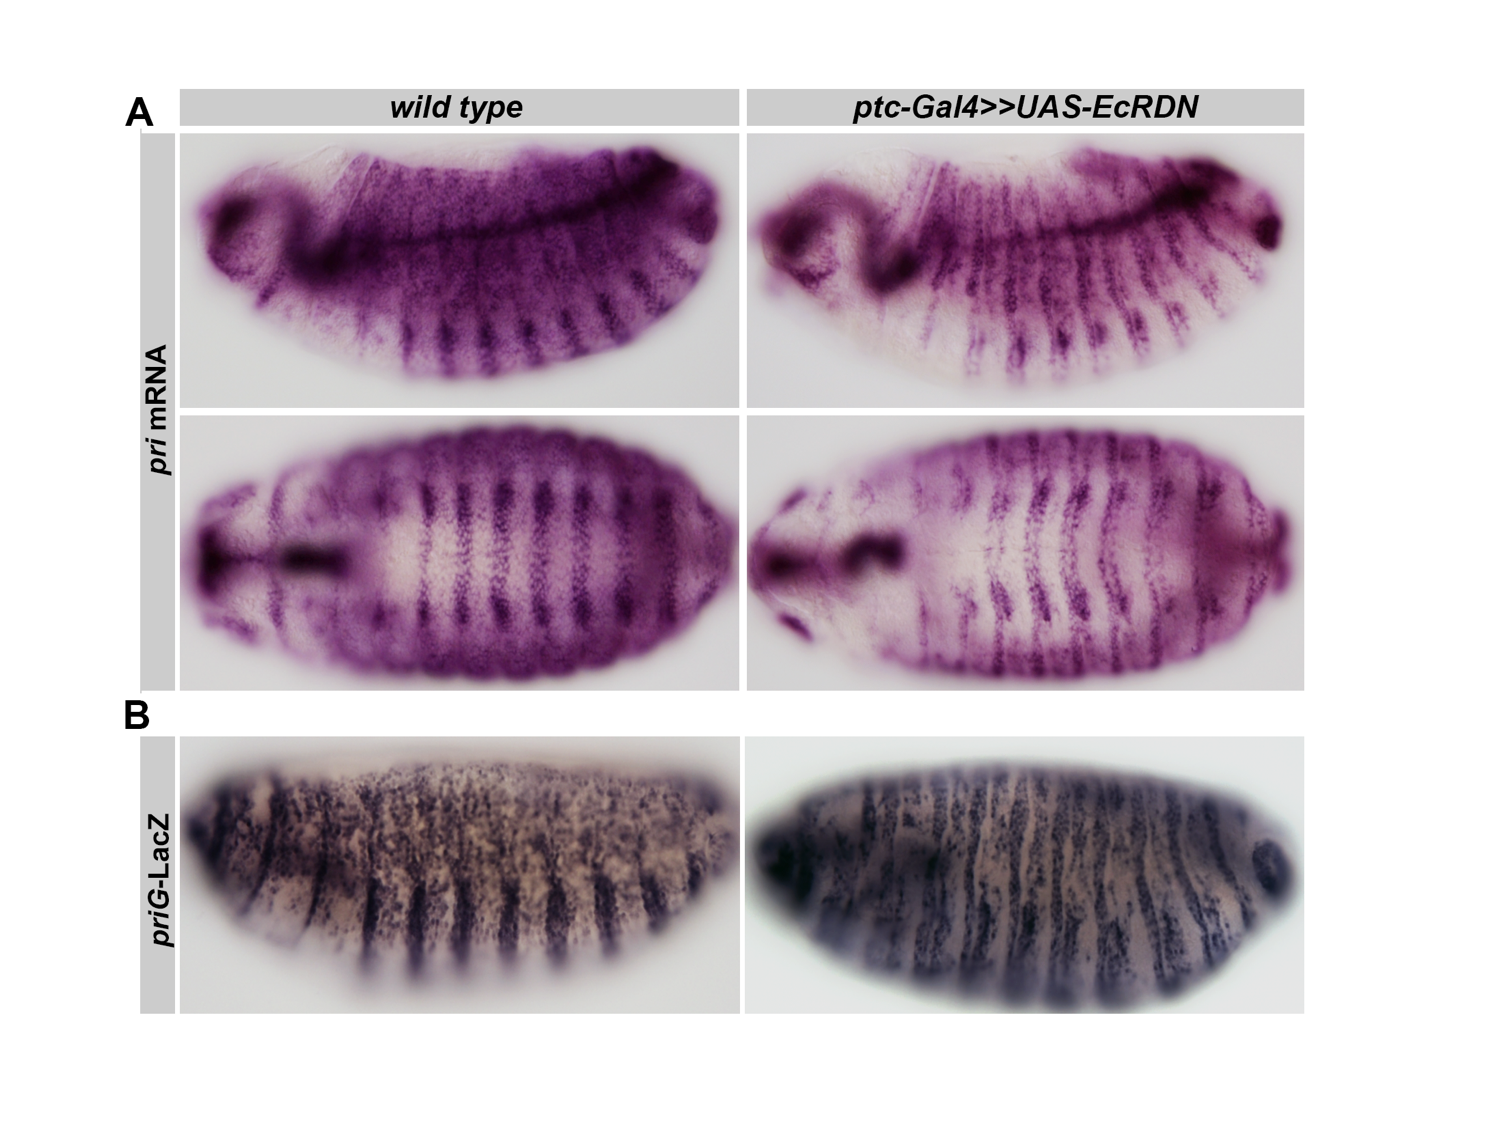 A
wild type
ptc-Gal4>>UAS-EcRDN
pri mRNA
B
priG-LacZ